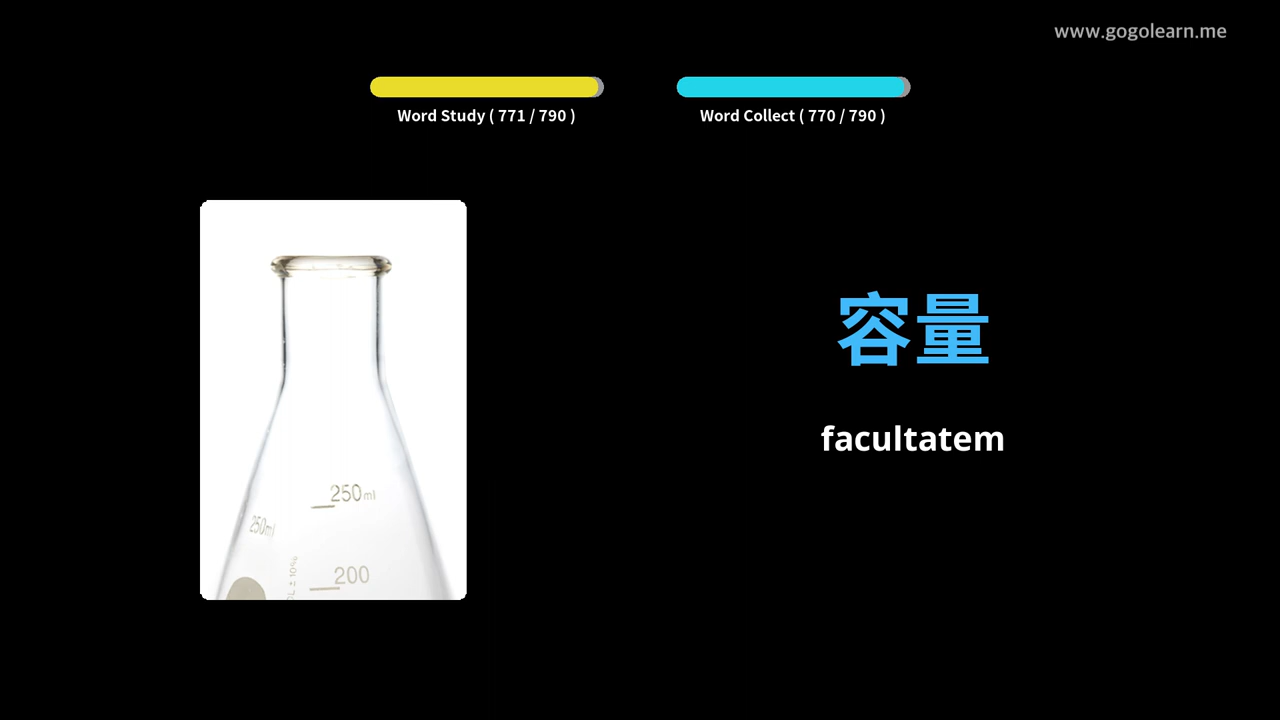 www.gogolearn.me
Word Study ( 771 / 790 )
Word Collect ( 770 / 790 )
容量
facultatem
250ml
250ml
200